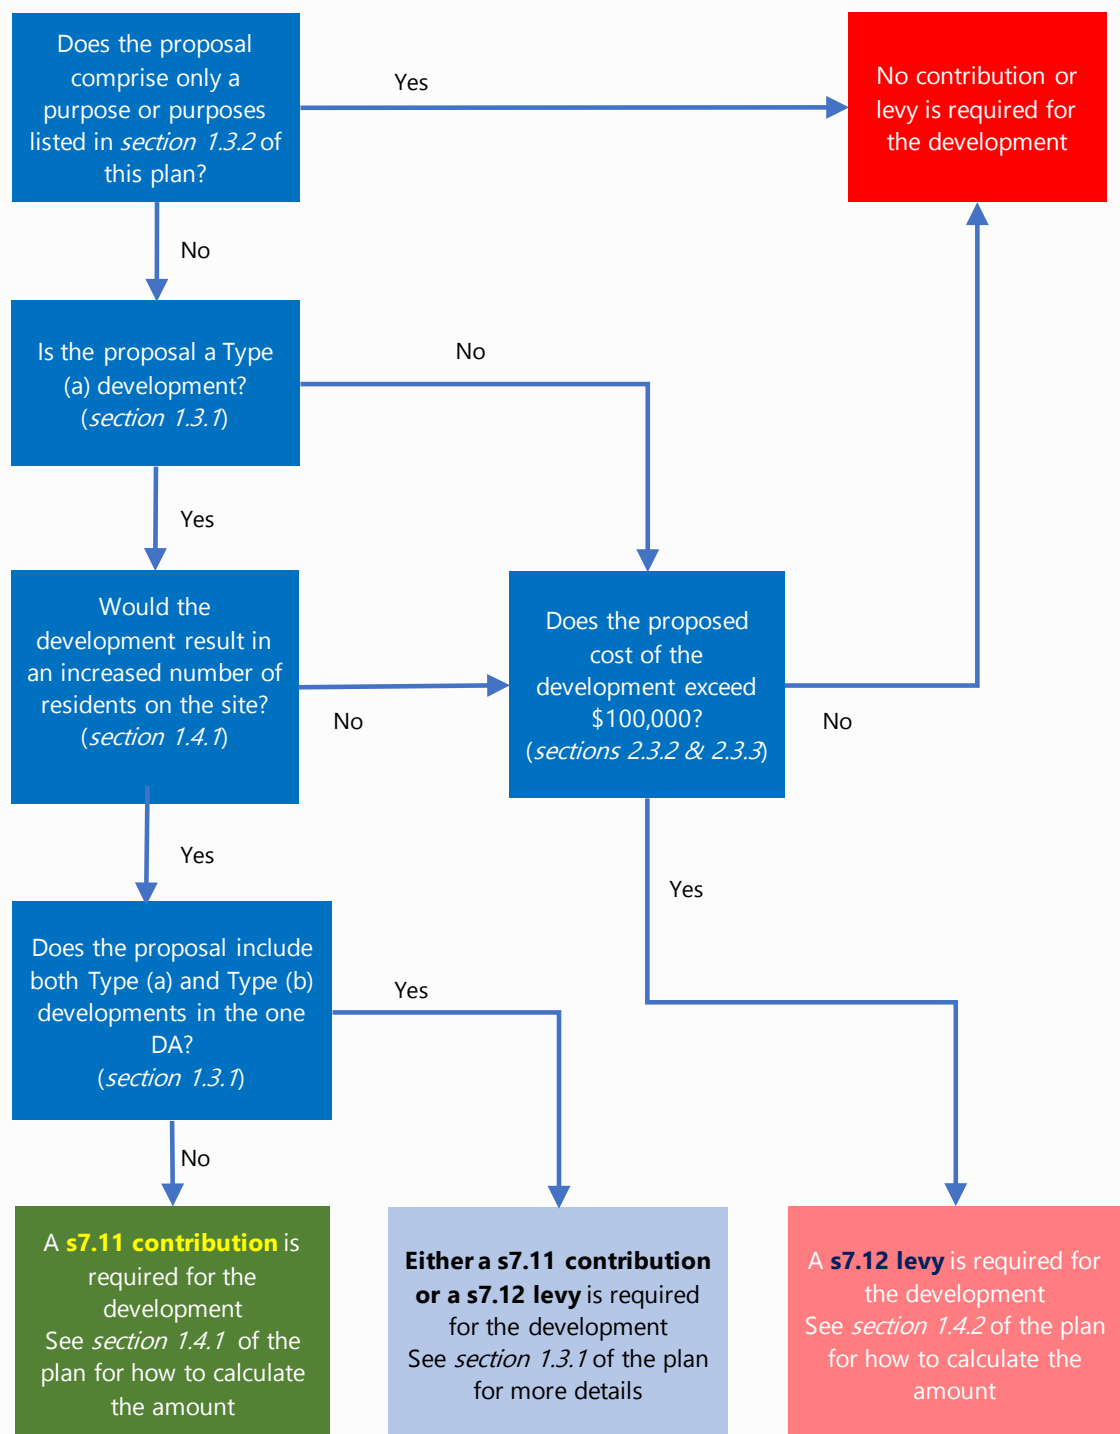 Does the proposal
comprise only a
purpose or purposes
listed in section 1.3.2 of
this plan?
Yes
No contribution or
levy is required for
the development
No
Is the proposal a Type
(a) development?
(section 1.3.1)
No
Yes
Would the
development result in
an increased number of
residents on the site?
(section 1.4.1)
No
Does the proposed
cost of the
development exceed
$100,000?
(sections 2.3.2 & 2.3.3)
No
Yes
Yes
Does the proposal include
both Type (a) and Type (b)
developments in the one
DA?
(section 1.3.1)
Yes
No
A s7.11 contribution is
required for the
development
See section 1.4.1 of the
plan for how to calculate
the amount
Either a s7.11 contribution
or a s7.12 levy is required
for the development
See section 1.3.1 of the plan
for more details
A s7.12 levy is required for
the development
See section 1.4.2 of the plan
for how to calculate the
amount